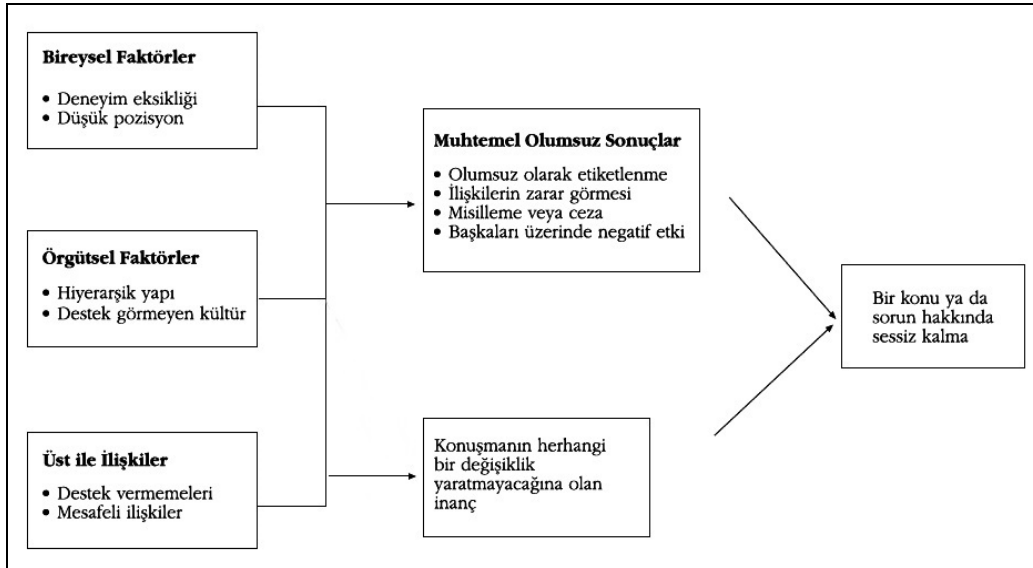 Bireysel Faktörler
• Deneyim eksikliği
• Düşük pozisyon
Örgütsel Faktörler
• Hiyerarşik yapı
• Destek görmeyen kültür
Üst ile İlişkiler
• Destek vermemeleri
• Mesafeli ilişkiler
Muhtemel Olumsuz Sonuçlar
• Olumsuz olarak etiketlenme
• İlişkilerin zarar görmesi
• Misilleme veya ceza
• Başkaları üzerinde negatif etki
Konuşmanın herhangi
bir değişiklik
yaratmayacağına olan
inanç
Bir konu ya da
sorun hakkında
sessiz kalma